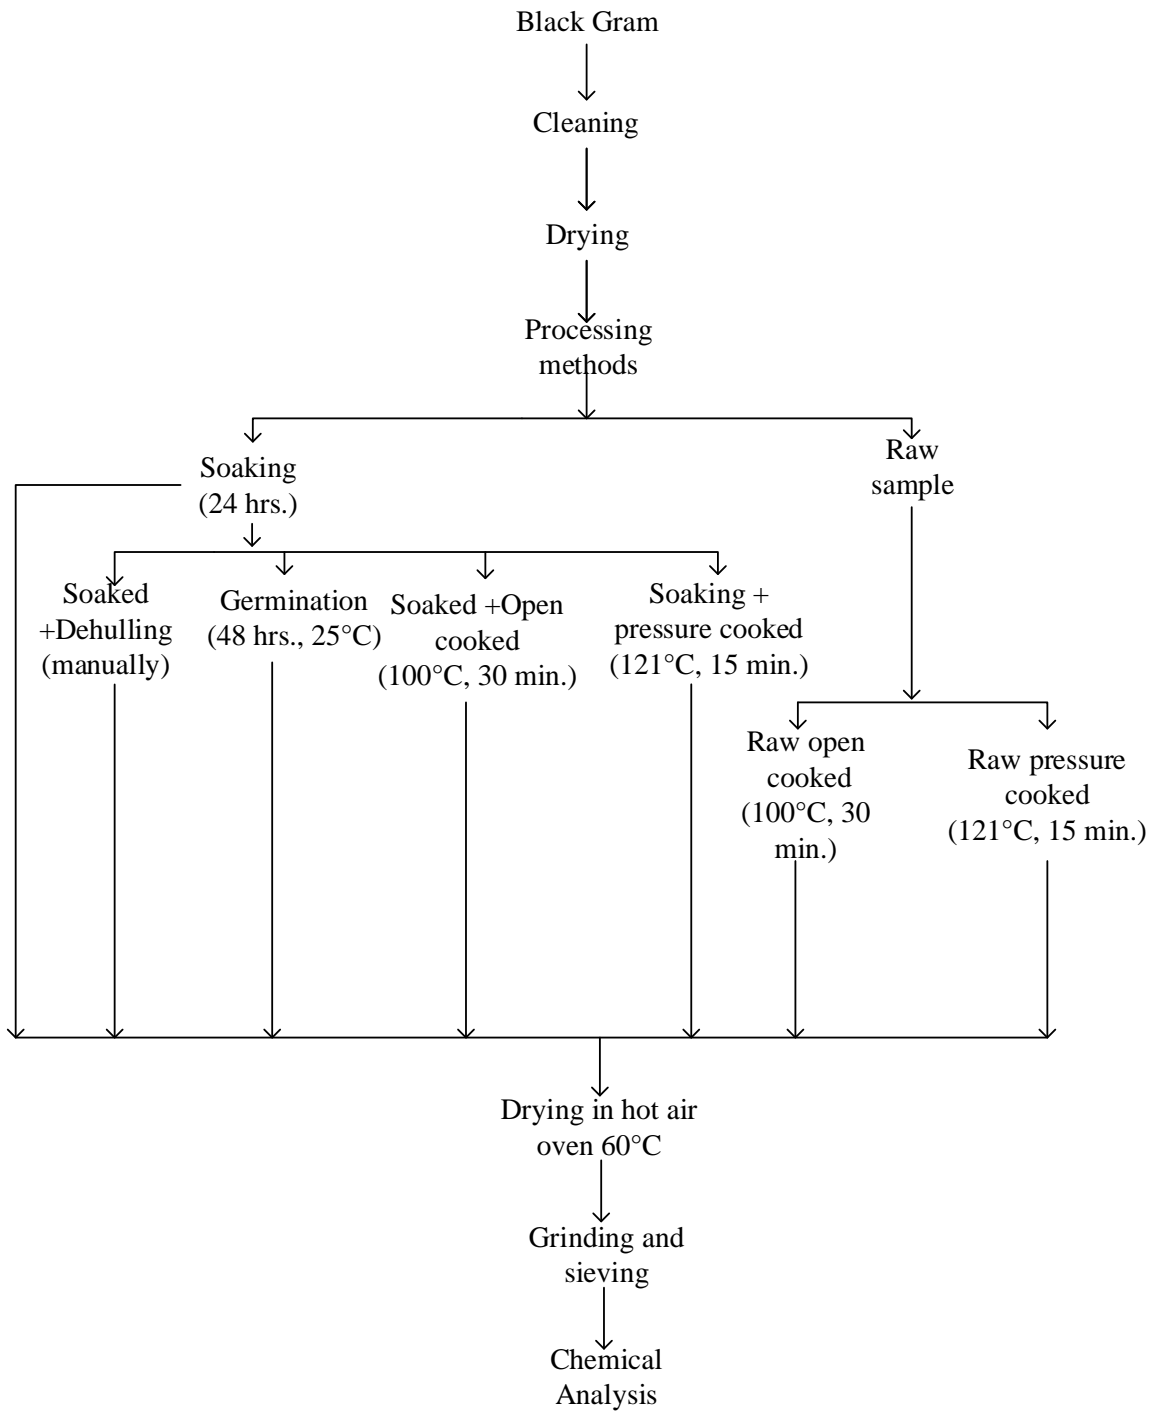 Black Gram
Cleaning
Drying
Processing
methods
Soaking
(24 hrs.)
Raw
sample
Soaked
+Dehulling
(manually)
Germination
(48 hrs., 25°C)
Soaked +Open
cooked
(100°C, 30 min.)
Soaking +
pressure cooked
(121°C, 15 min.)
Raw open
cooked
(100°C, 30
min.)
Raw pressure
cooked
(121°C, 15 min.)
Drying in hot air
oven 60°C
Grinding and
sieving
Chemical
Analysis